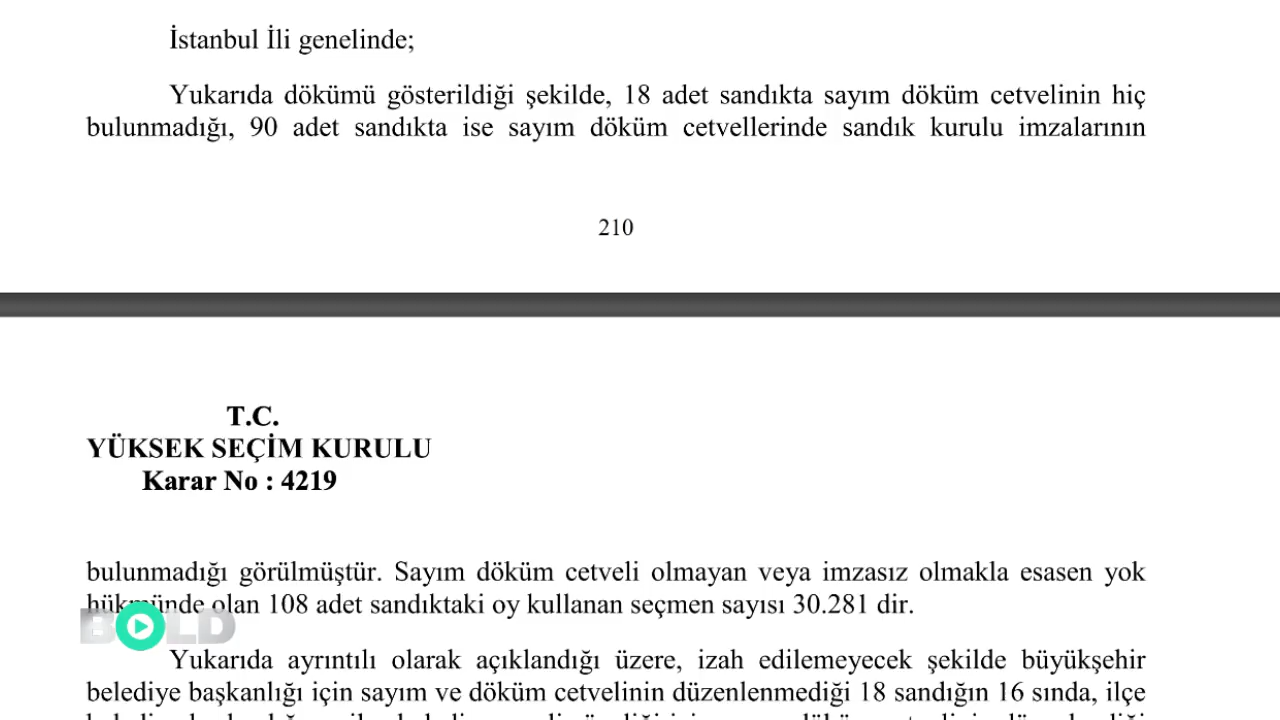 İstanbul İli genelinde;
Yukarıda dökümü gösterildiği şekilde, 18 adet sandıkta sayım döküm cetvelinin hiç
bulunmadığı, 90 adet sandıkta ise sayım döküm cetvellerinde sandık kurulu imzalarının
210
T.C.
YÜKSEK SEÇİM KURULU
Karar No : 4219
bulunmadığı görülmüştür. Sayım döküm cetveli olmayan veya imzasız olmakla esasen yok
hükmünde olan 108 adet sandıktaki oy kullanan seçmen sayısı 30.281 dir.
BOLD
Yukarıda ayrıntılı olarak açıklandığı üzere, izah edilemeyecek şekilde büyükşehir
belediye başkanlığı için sayım ve döküm cetvelinin düzenlenmediği 18 sandığın 16 sında, ilçe